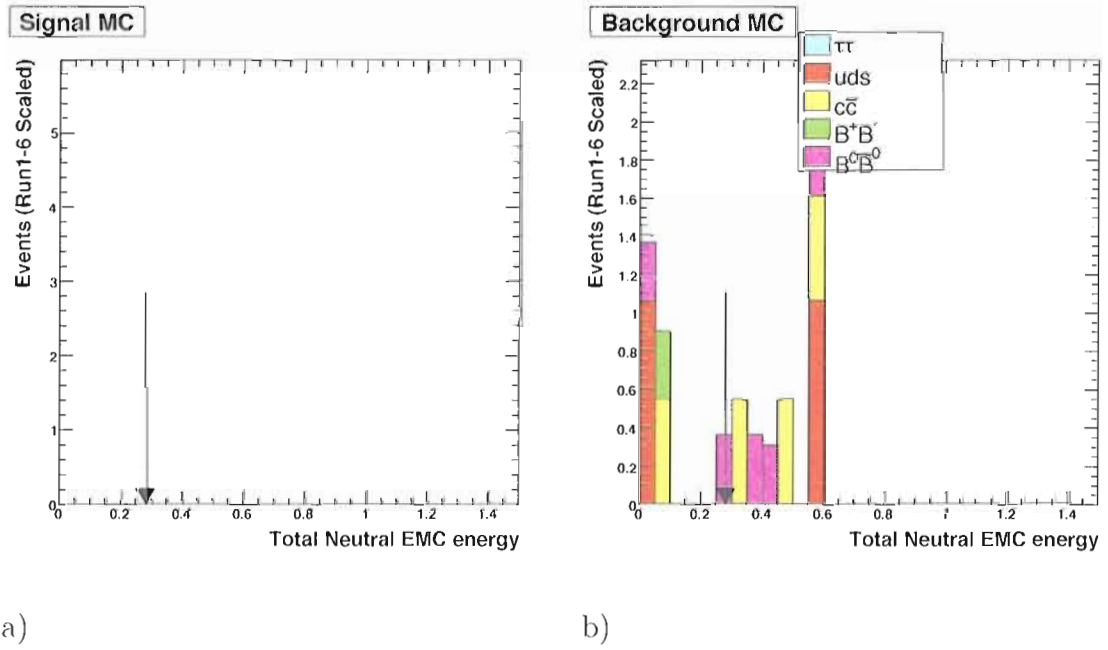 Signal MC
Events (Run1-6 Scaled)
5
4
3
2
1
0
0 0.2 0.4 0.6 0.8 1 1.2 1.4
Total Neutral EMC energy
a)
Background MC
ττ
uds
cc̅
B⁺B⁻
B⁰B̅⁰
Events (Run1-6 Scaled)
2.2
2
1.8
1.6
1.4
1.2
1
0.8
0.6
0.4
0.2
0
0 0.2 0.4 0.6 0.8 1 1.2 1.4
Total Neutral EMC energy
b)